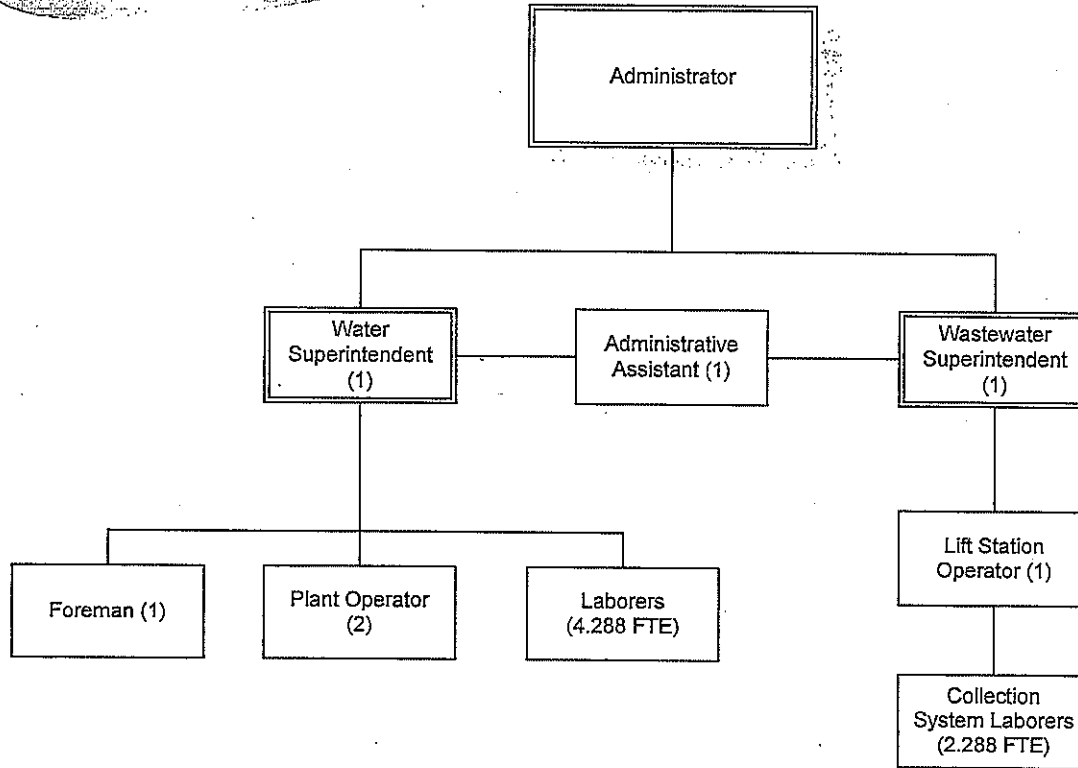 Administrator
Water
Superintendent
(1)
Administrative
Assistant (1)
Wastewater
Superintendent
(1)
Foreman (1)
Plant Operator
(2)
Laborers
(4.288 FTE)
Lift Station
Operator (1)
Collection
System Laborers
(2.288 FTE)